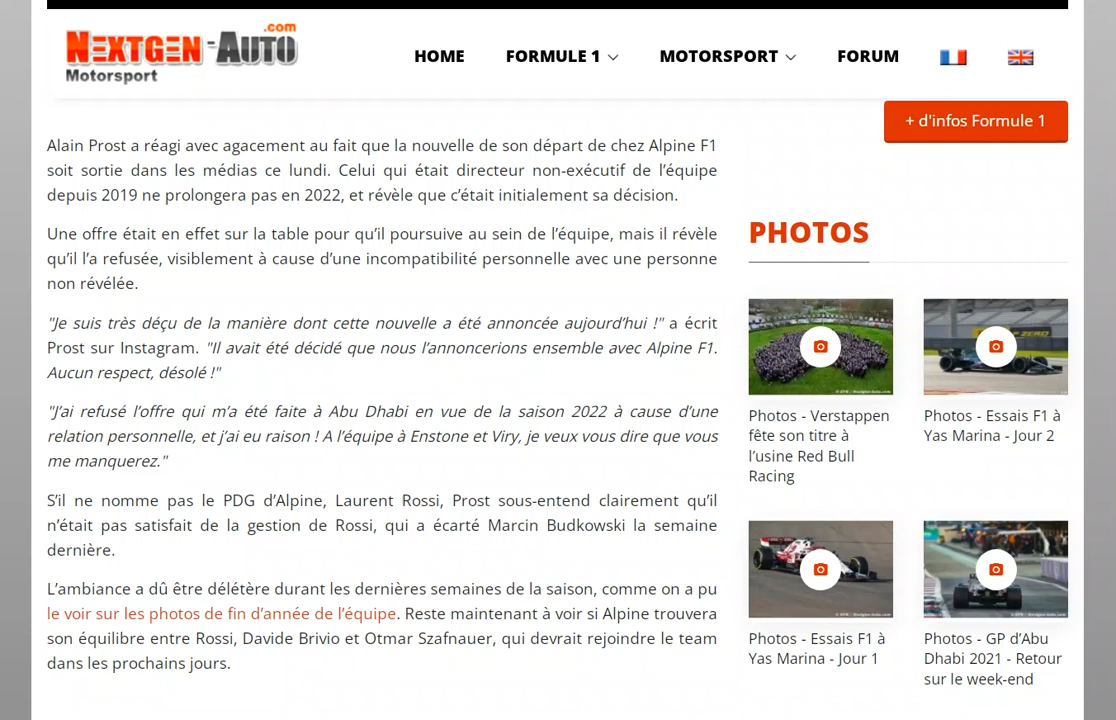 NEXTGEN-AUTO.com
Motorsport
HOME
FORMULE 1
MOTORSPORT
FORUM
+ d'infos Formule 1
Alain Prost a réagi avec agacement au fait que la nouvelle de son départ de chez Alpine F1
soit sortie dans les médias ce lundi. Celui qui était directeur non-exécutif de l’équipe
depuis 2019 ne prolongera pas en 2022, et révèle que c’était initialement sa décision.
Une offre était en effet sur la table pour qu’il poursuive au sein de l’équipe, mais il révèle
qu’il l’a refusée, visiblement à cause d’une incompatibilité personnelle avec une personne
non révélée.
"Je suis très déçu de la manière dont cette nouvelle a été annoncée aujourd’hui !" a écrit
Prost sur Instagram. "Il avait été décidé que nous l’annoncerions ensemble avec Alpine F1.
Aucun respect, désolé !"
"J’ai refusé l’offre qui m’a été faite à Abu Dhabi en vue de la saison 2022 à cause d’une
relation personnelle, et j’ai eu raison ! A l’équipe à Enstone et Viry, je veux vous dire que vous
me manquerez."
S’il ne nomme pas le PDG d’Alpine, Laurent Rossi, Prost sous-entend clairement qu’il
n’était pas satisfait de la gestion de Rossi, qui a écarté Marcin Budkowski la semaine
dernière.
L’ambiance a dû être délétère durant les dernières semaines de la saison, comme on a pu
le voir sur les photos de fin d’année de l’équipe. Reste maintenant à voir si Alpine trouvera
son équilibre entre Rossi, Davide Brivio et Otmar Szafnauer, qui devrait rejoindre le team
dans les prochains jours.
PHOTOS
Photos - Verstappen
fête son titre à
l’usine Red Bull
Racing
Photos - Essais F1 à
Yas Marina - Jour 2
Photos - Essais F1 à
Yas Marina - Jour 1
Photos - GP d’Abu
Dhabi 2021 - Retour
sur le week-end